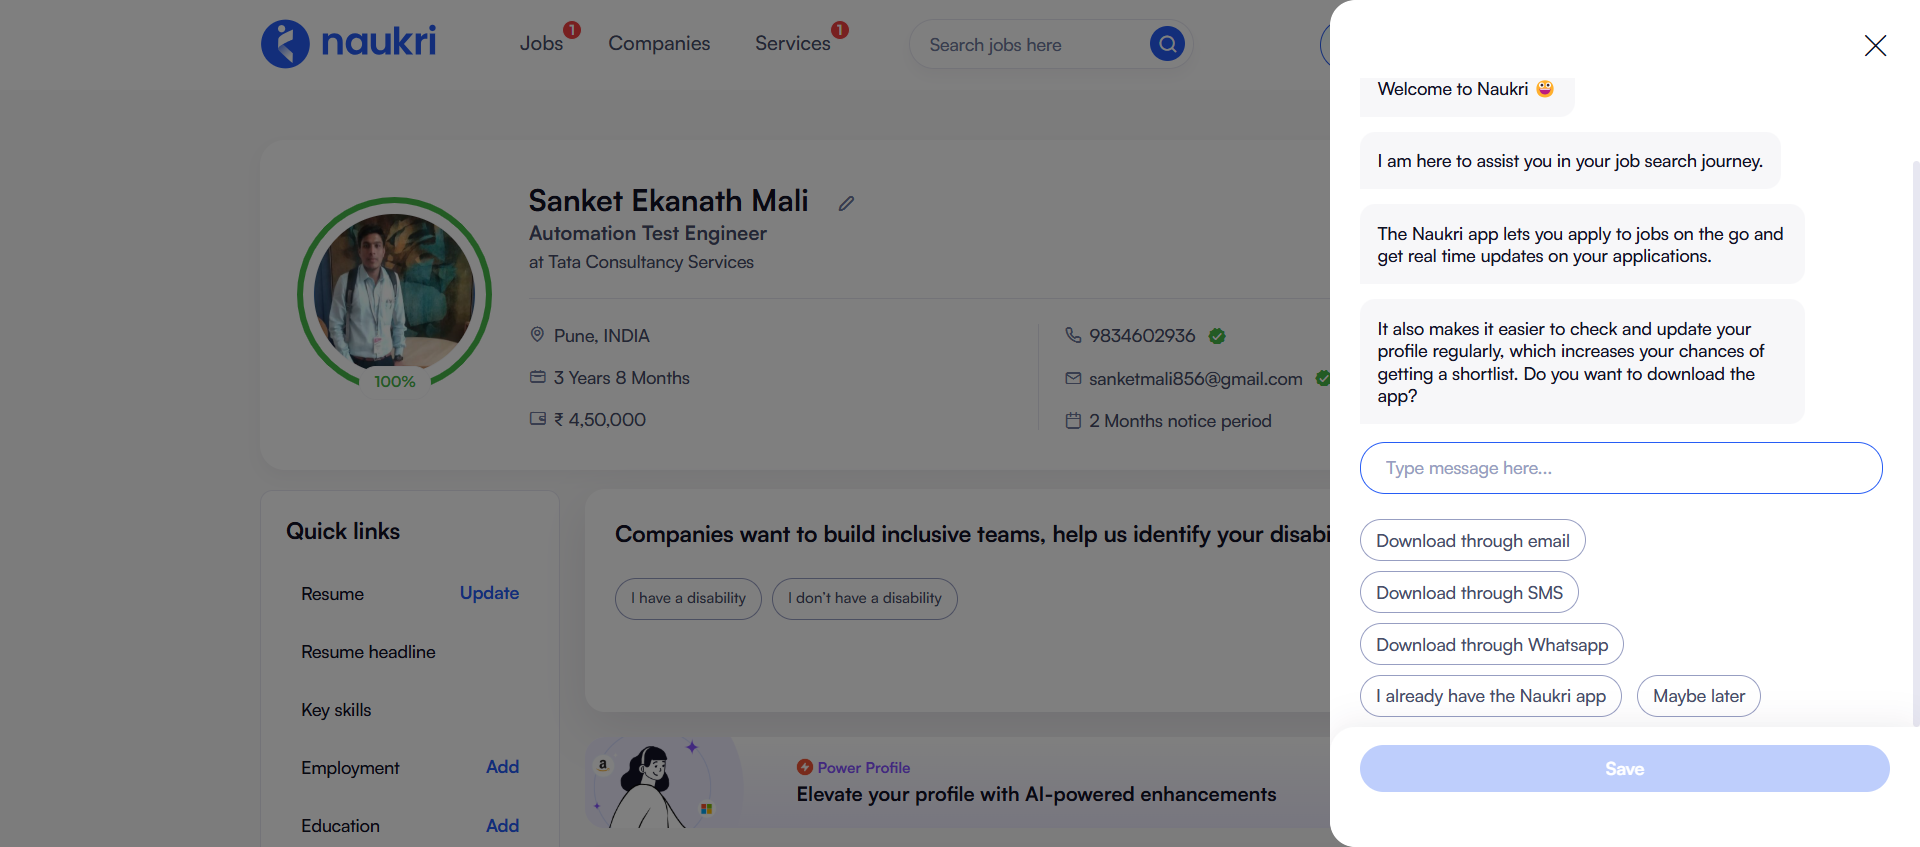 naukri
Jobs 1
Companies
Services 1
Search jobs here
Sanket Ekanath Mali
Automation Test Engineer
at Tata Consultancy Services
100%
Pune, INDIA
3 Years 8 Months
₹ 4,50,000
9834602936
sanketmali856@gmail.com
2 Months notice period
Quick links
Resume Update
Resume headline
Key skills
Employment Add
Education Add
Companies want to build inclusive teams, help us identify your disabi
I have a disability
I don't have a disability
a
Power Profile
Elevate your profile with AI-powered enhancements
Welcome to Naukri
I am here to assist you in your job search journey.
The Naukri app lets you apply to jobs on the go and
get real time updates on your applications.
It also makes it easier to check and update your
profile regularly, which increases your chances of
getting a shortlist. Do you want to download the
app?
Type message here...
Download through email
Download through SMS
Download through Whatsapp
I already have the Naukri app
Maybe later
Save